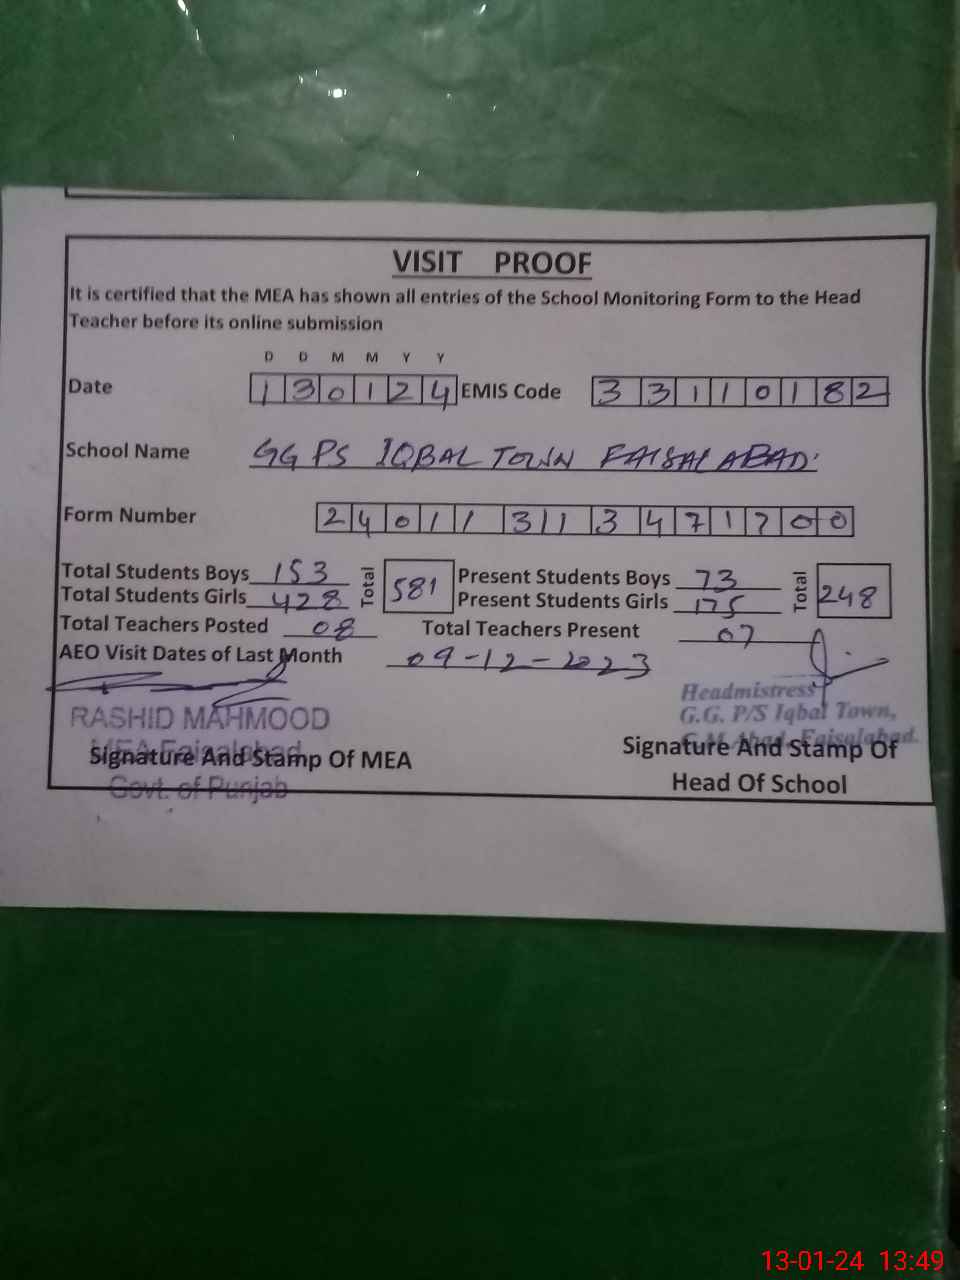 VISIT PROOF
It is certified that the MEA has shown all entries of the School Monitoring Form to the Head
Teacher before its online submission
D D M M Y Y
Date 130124 EMIS Code 33110182
School Name GGPS IQBAL TOWN FAISALABAD
Form Number 240113113471700
Total Students Boys 153 Total 581 Present Students Boys 73 Total 248
Total Students Girls 428 Present Students Girls 175
Total Teachers Posted 08 Total Teachers Present 07
AEO Visit Dates of Last Month 09-12-2023
RASHID MAHMOOD
MEA Faisalabad
Govt. of Punjab
Signature And Stamp Of MEA
Headmistress
G.G. P/S Iqbal Town,
G.M Abad, Faisalabad.
Signature And Stamp Of
Head Of School
13-01-24 13:49